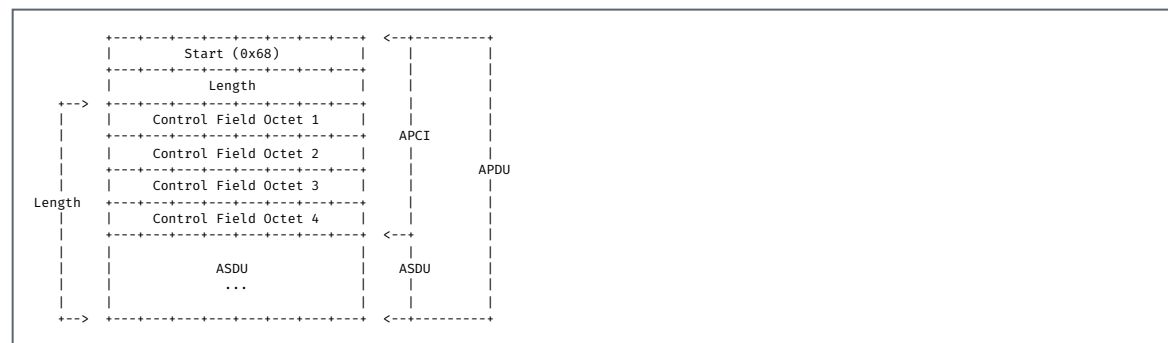 +---+---+---+---+---+---+---+---+  <--+---------+
|         Start (0x68)          |     |         |
+---+---+---+---+---+---+---+---+     |         |
|            Length             |     |         |
+-->  +---+---+---+---+---+---+---+---+     |         |
|     |     Control Field Octet 1     |     |         |
|     +---+---+---+---+---+---+---+---+   APCI        |
|     |     Control Field Octet 2     |     |         |
|     +---+---+---+---+---+---+---+---+     |       APDU
|     |     Control Field Octet 3     |     |         |
Length   +---+---+---+---+---+---+---+---+     |         |
|     |     Control Field Octet 4     |     |         |
|     +---+---+---+---+---+---+---+---+  <--+         |
|     |                               |     |         |
|     |             ASDU              |   ASDU        |
|     |              ...              |     |         |
|     |                               |     |         |
+-->  +---+---+---+---+---+---+---+---+  <--+---------+